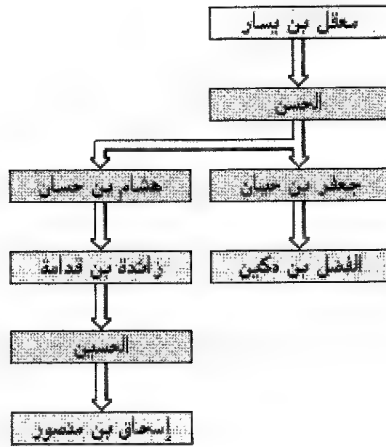 معقل بن يسار
الحسن
جعفر بن حيان
هشام بن حسان
الفضل بن دكين
زائدة بن قدامة
الحسين
إسحاق بن منصور